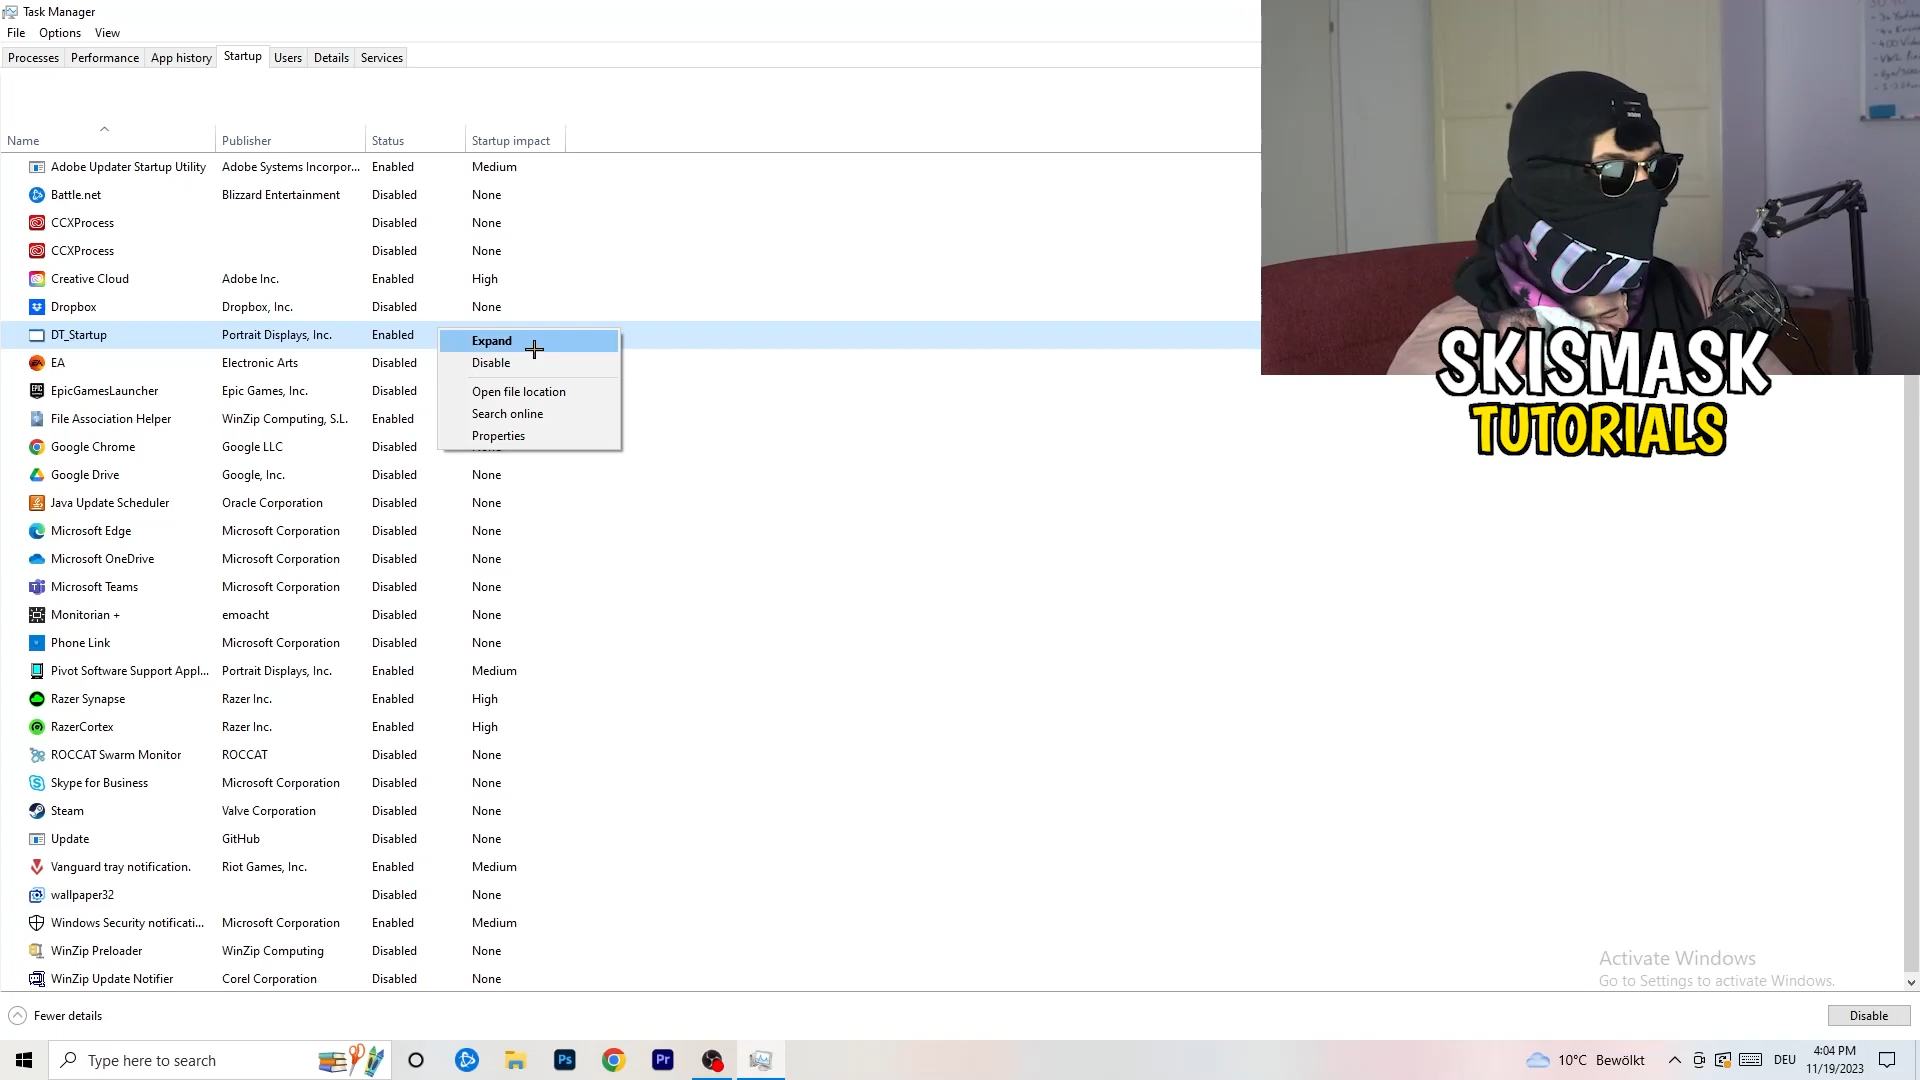 Task Manager
File Options View
Processes Performance App history Startup Users Details Services
Name Publisher Status Startup impact
Adobe Updater Startup Utility Adobe Systems Incorpor... Enabled Medium
Battle.net Blizzard Entertainment Disabled None
CCXProcess Disabled None
CCXProcess Disabled None
Creative Cloud Adobe Inc. Enabled High
Dropbox Dropbox, Inc. Disabled None
DT_Startup Portrait Displays, Inc. Enabled
EA Electronic Arts Disabled
EpicGamesLauncher Epic Games, Inc. Disabled
File Association Helper WinZip Computing, S.L. Enabled
Google Chrome Google LLC Disabled
Google Drive Google, Inc. Disabled None
Java Update Scheduler Oracle Corporation Disabled None
Microsoft Edge Microsoft Corporation Disabled None
Microsoft OneDrive Microsoft Corporation Disabled None
Microsoft Teams Microsoft Corporation Disabled None
Monitorian + emoacht Disabled None
Phone Link Microsoft Corporation Disabled None
Pivot Software Support Appl... Portrait Displays, Inc. Enabled Medium
Razer Synapse Razer Inc. Enabled High
RazerCortex Razer Inc. Enabled High
ROCCAT Swarm Monitor ROCCAT Disabled None
Skype for Business Microsoft Corporation Disabled None
Steam Valve Corporation Disabled None
Update GitHub Disabled None
Vanguard tray notification. Riot Games, Inc. Enabled Medium
wallpaper32 Disabled None
Windows Security notificati... Microsoft Corporation Enabled Medium
WinZip Preloader WinZip Computing Disabled None
WinZip Update Notifier Corel Corporation Disabled None
Expand
Disable
Open file location
Search online
Properties
SKISMASK
TUTORIALS
Activate Windows
Go to Settings to activate Windows.
Fewer details
Disable
Type here to search
Ps
Pr
10°C Bewölkt
DEU
4:04 PM
11/19/2023